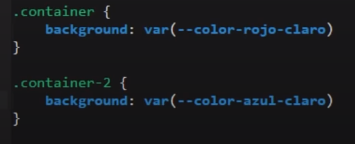 .container {
    background: var(--color-rojo-claro)
}
.container-2 {
    background: var(--color-azul-claro)
}